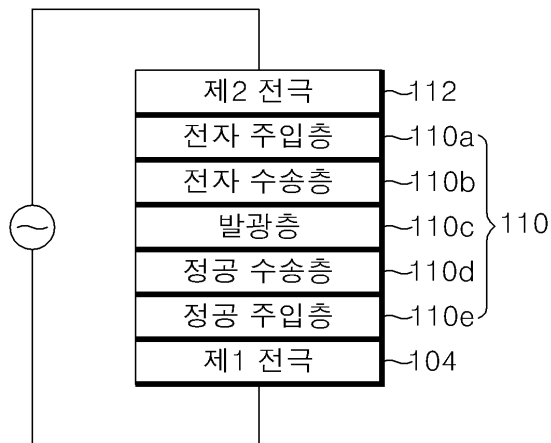 제2 전극 112
전자 주입층 110a
전자 수송층 110b
발광층 110c 110
정공 수송층 110d
정공 주입층 110e
제1 전극 104